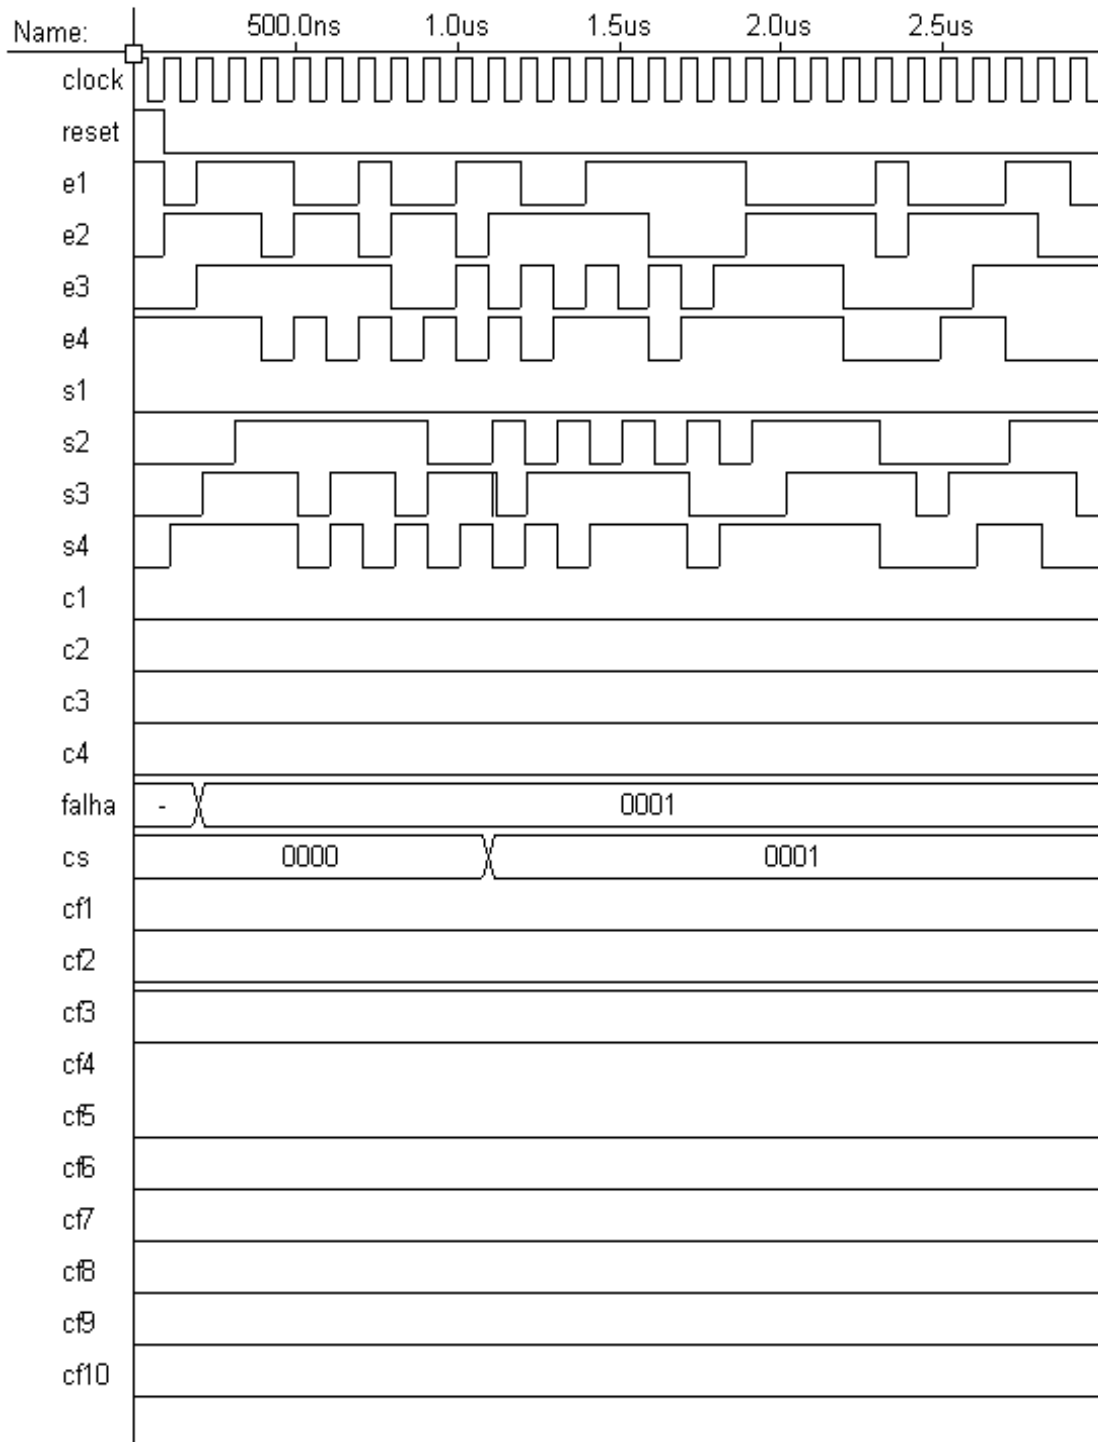 Name: 500.0ns 1.0us 1.5us 2.0us 2.5us
clock
reset
e1
e2
e3
e4
s1
s2
s3
s4
c1
c2
c3
c4
falha - 0001
cs 0000 0001
cf1
cf2
cf3
cf4
cf5
cf6
cf7
cf8
cf9
cf10